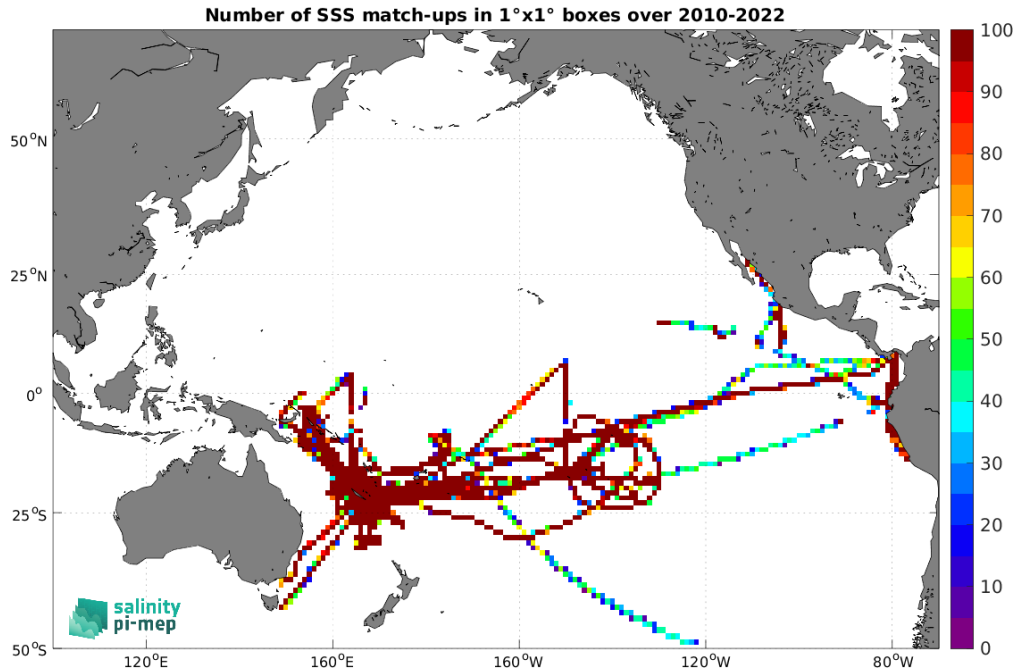 Number of SSS match-ups in 1°x1° boxes over 2010-2022
50°N
25°N
0°
25°S
50°S
120°E
160°E
160°W
120°W
80°W
100
90
80
70
60
50
40
30
20
10
0
salinity
pi-mep